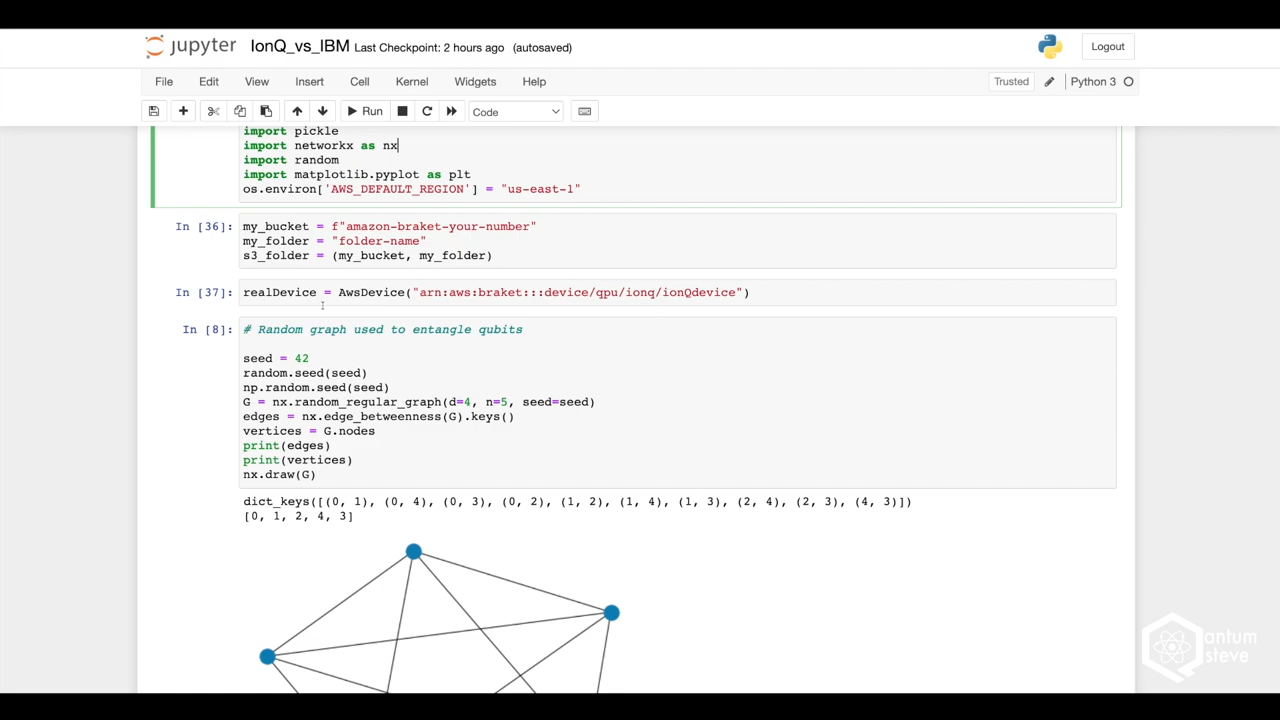 jupyter IonQ_vs_IBM Last Checkpoint: 2 hours ago (autosaved) Logout
File Edit View Insert Cell Kernel Widgets Help Trusted Python 3
Run Code
import pickle
import networkx as nx
import random
import matplotlib.pyplot as plt
os.environ['AWS_DEFAULT_REGION'] = "us-east-1"
In [36]: my_bucket = f"amazon-braket-your-number"
my_folder = "folder-name"
s3_folder = (my_bucket, my_folder)
In [37]: realDevice = AwsDevice("arn:aws:braket:::device/qpu/ionq/ionQdevice")
In [8]: # Random graph used to entangle qubits
seed = 42
random.seed(seed)
np.random.seed(seed)
G = nx.random_regular_graph(d=4, n=5, seed=seed)
edges = nx.edge_betweenness(G).keys()
vertices = G.nodes
print(edges)
print(vertices)
nx.draw(G)
dict_keys([(0, 1), (0, 4), (0, 3), (0, 2), (1, 2), (1, 4), (1, 3), (2, 4), (2, 3), (4, 3)])
[0, 1, 2, 4, 3]
Qantum
steve